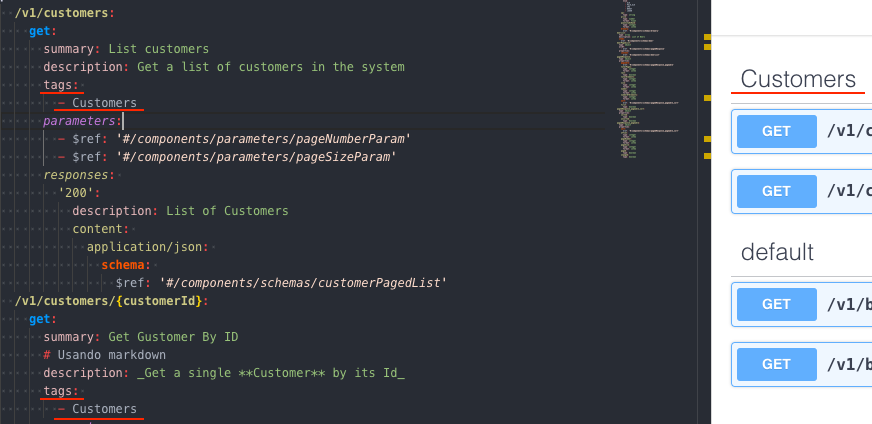 /v1/customers:
get:
summary: List customers
description: Get a list of customers in the system
tags:
- Customers
parameters:
- $ref: '#/components/parameters/pageNumberParam'
- $ref: '#/components/parameters/pageSizeParam'
responses:
'200':
description: List of Customers
content:
application/json:
schema:
$ref: '#/components/schemas/customerPagedList'
/v1/customers/{customerId}:
get:
summary: Get Gustomer By ID
# Usando markdown
description: _Get a single **Customer** by its Id_
tags:
- Customers
Customers
GET /v1/c
GET /v1/c
default
GET /v1/b
GET /v1/b